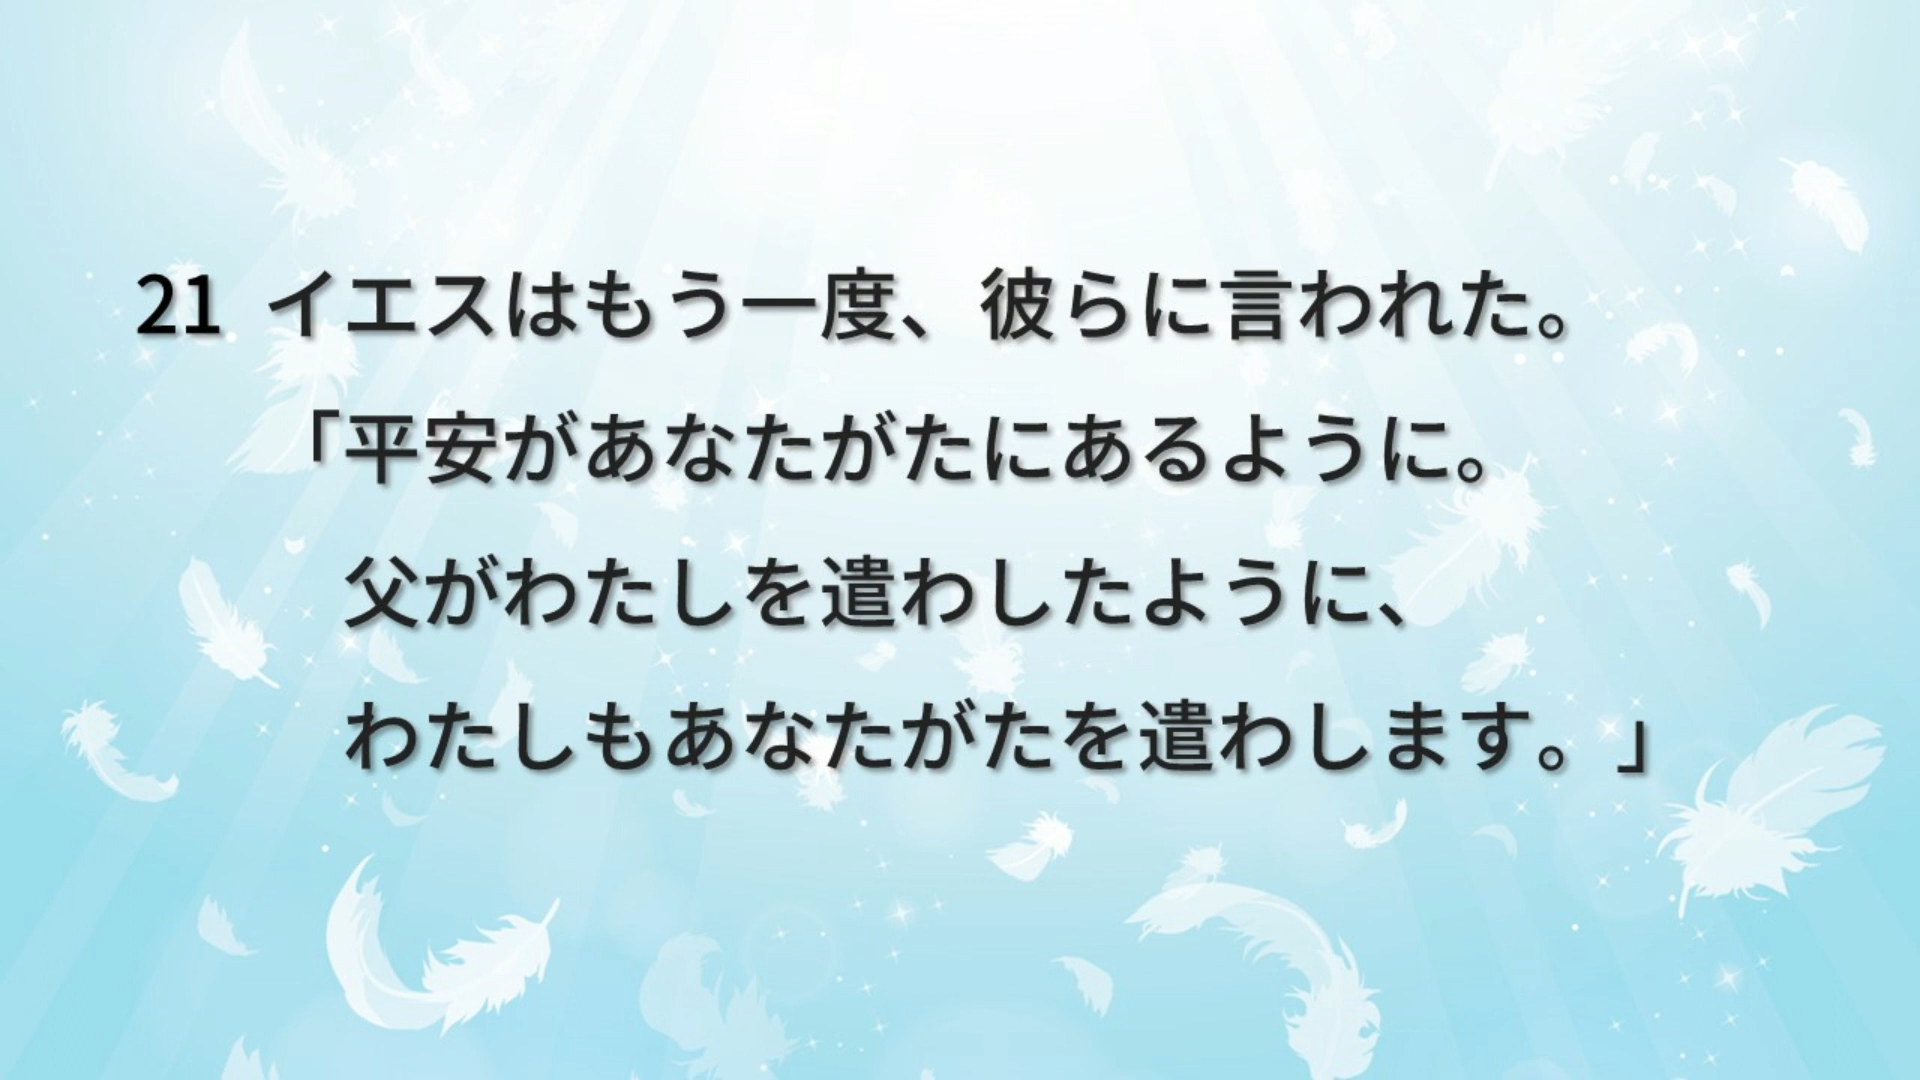 21 イエスはもう一度、彼らに言われた。
「平安があなたがたにあるように。
父がわたしを遣わしたように、
わたしもあなたがたを遣わします。」